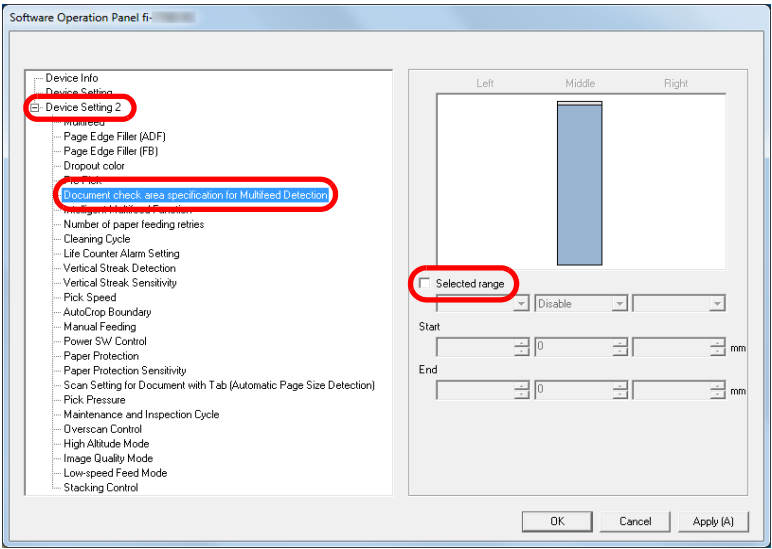 Software Operation Panel fi-
Device Info
Device Setting
Device Setting 2
Multifeed
Page Edge Filler (ADF)
Page Edge Filler (FB)
Dropout color
Pre Pick
Document check area specification for Multifeed Detection
Intelligent Multifeed Function
Number of paper feeding retries
Cleaning Cycle
Life Counter Alarm Setting
Vertical Streak Detection
Vertical Streak Sensitivity
Pick Speed
AutoCrop Boundary
Manual Feeding
Power SW Control
Paper Protection
Paper Protection Sensitivity
Scan Setting for Document with Tab (Automatic Page Size Detection)
Pick Pressure
Maintenance and Inspection Cycle
Overscan Control
High Altitude Mode
Image Quality Mode
Low-speed Feed Mode
Stacking Control
Left Middle Right
Selected range
Disable
Start
0 mm
End
0 mm
OK Cancel Apply (A)